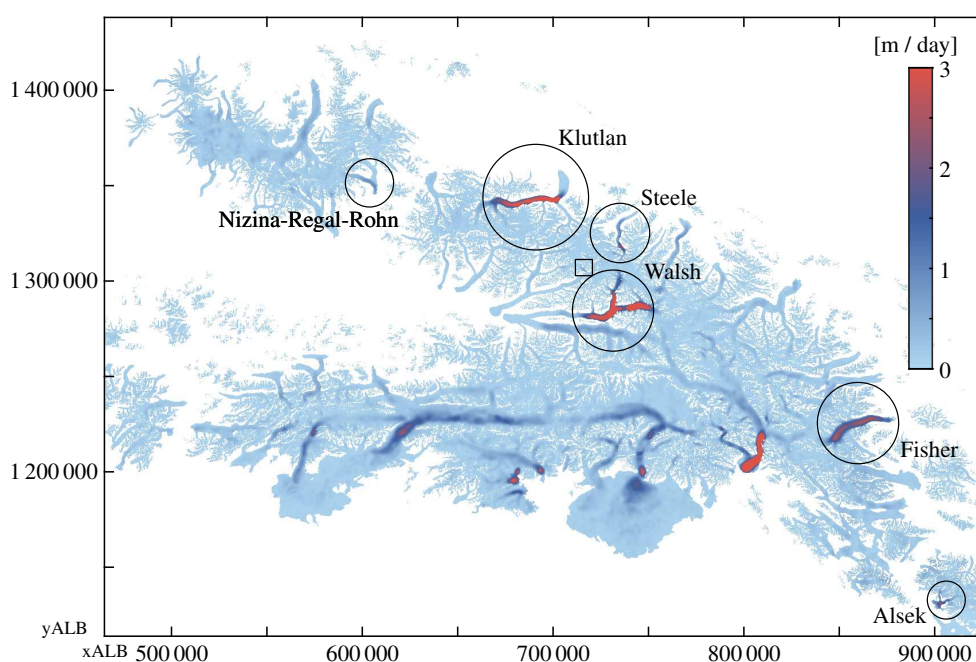 [m / day]
3
2
1
0
1 400 000
1 300 000
1 200 000
Klutlan
Steele
Nizina-Regal-Rohn
Walsh
Fisher
Alsek
yALB
xALB
500 000
600 000
700 000
800 000
900 000